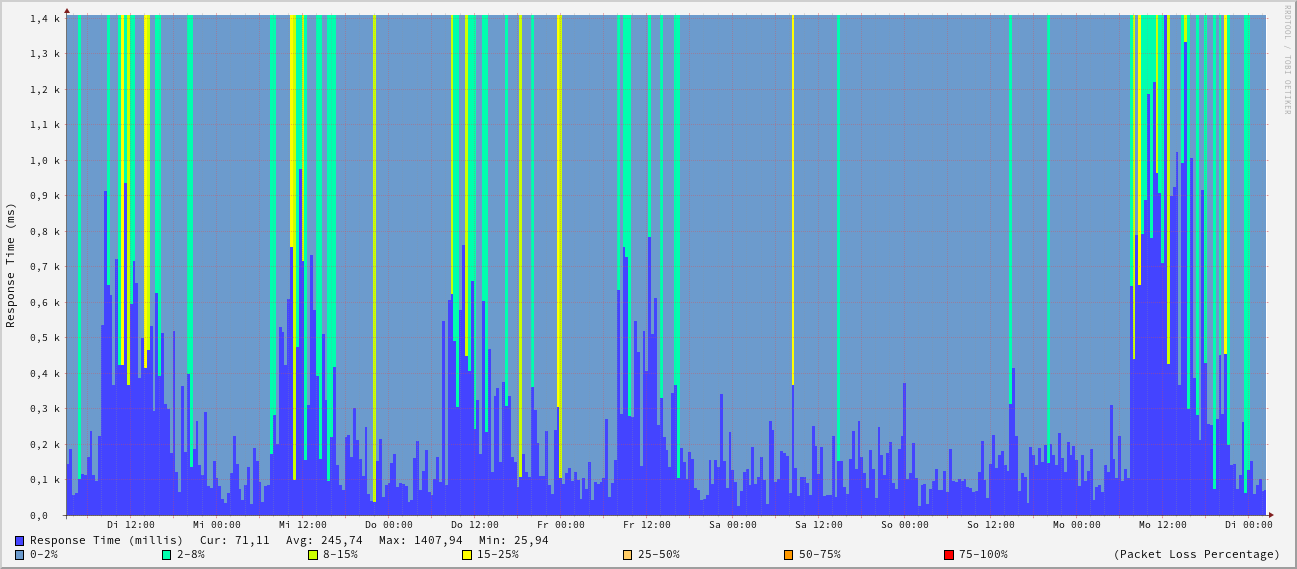 1,4 k
1,3 k
1,2 k
1,1 k
1,0 k
0,9 k
0,8 k
0,7 k
0,6 k
0,5 k
0,4 k
0,3 k
0,2 k
0,1 k
0,0
Response Time (ms)
RRDTOOL / TOBI OETIKER
Di 12:00 Mi 00:00 Mi 12:00 Do 00:00 Do 12:00 Fr 00:00 Fr 12:00 Sa 00:00 Sa 12:00 So 00:00 So 12:00 Mo 00:00 Mo 12:00 Di 00:00
Response Time (millis) Cur: 71,11 Avg: 245,74 Max: 1407,94 Min: 25,94
0-2% 2-8% 8-15% 15-25% 25-50% 50-75% 75-100% (Packet Loss Percentage)